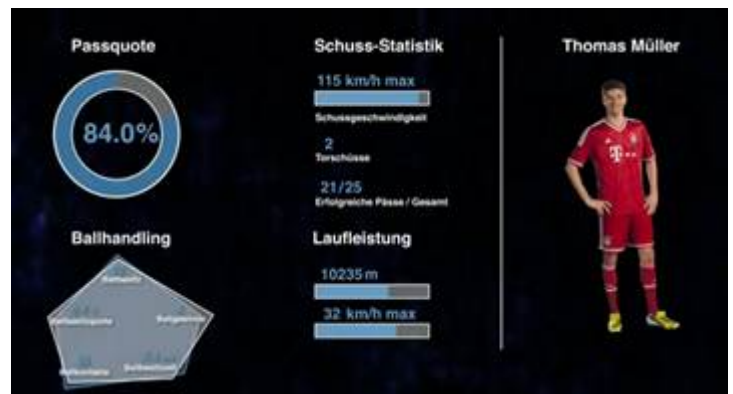 Passquote
84.0%
Schuss-Statistik
115 km/h max
Schussgeschwindigkeit
2
Torschüsse
21/25
Erfolgreiche Pässe / Gesamt
Ballhandling
Laufleistung
10235 m
32 km/h max
Thomas Müller
T